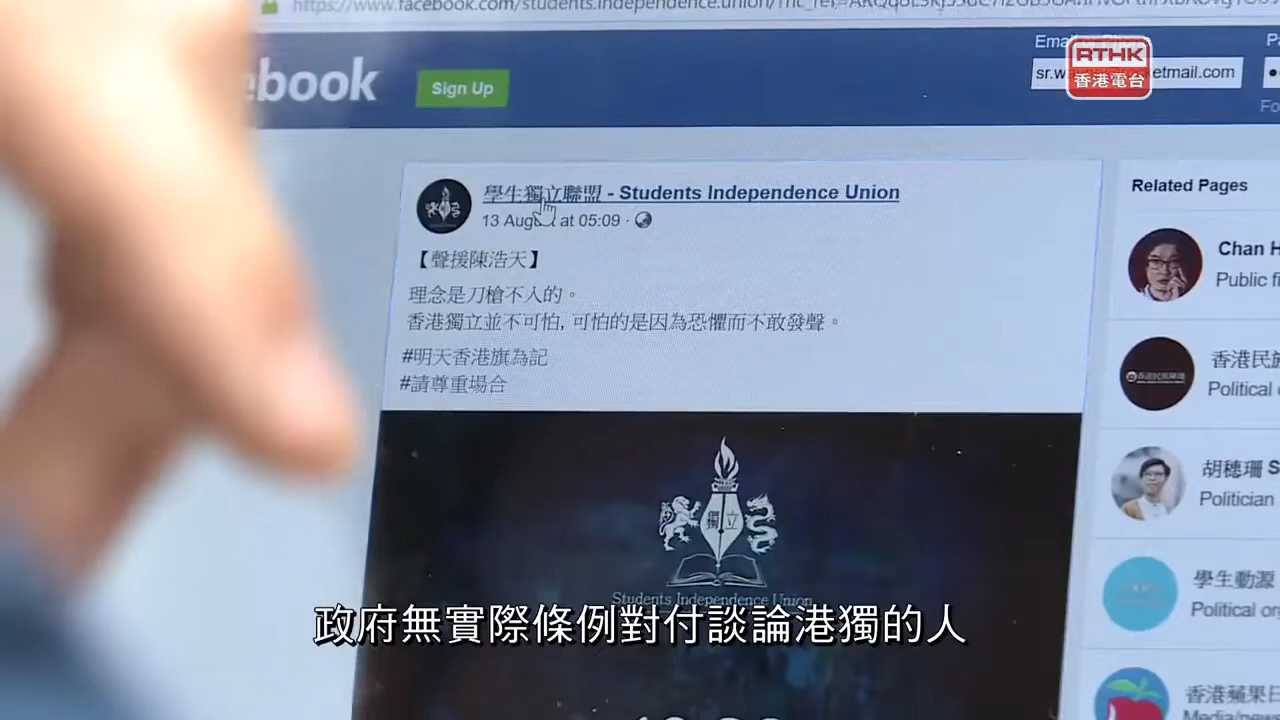 https://www.facebook.com/students.independence.union/
ebook
Sign Up
RTHK
香港電台
學生獨立聯盟 - Students Independence Union
13 August at 05:09
【聲援陳浩天】
理念是刀槍不入的。
香港獨立並不可怕, 可怕的是因為恐懼而不敢發聲。
#明天香港旗為記
#請尊重場合
獨立
Students Independence Union
政府無實際條例對付談論港獨的人
Related Pages
Chan H
Public fi
香港民族
Political
胡穗珊 S
Politician
學生動源
Political or
香港蘋果日
Media/new